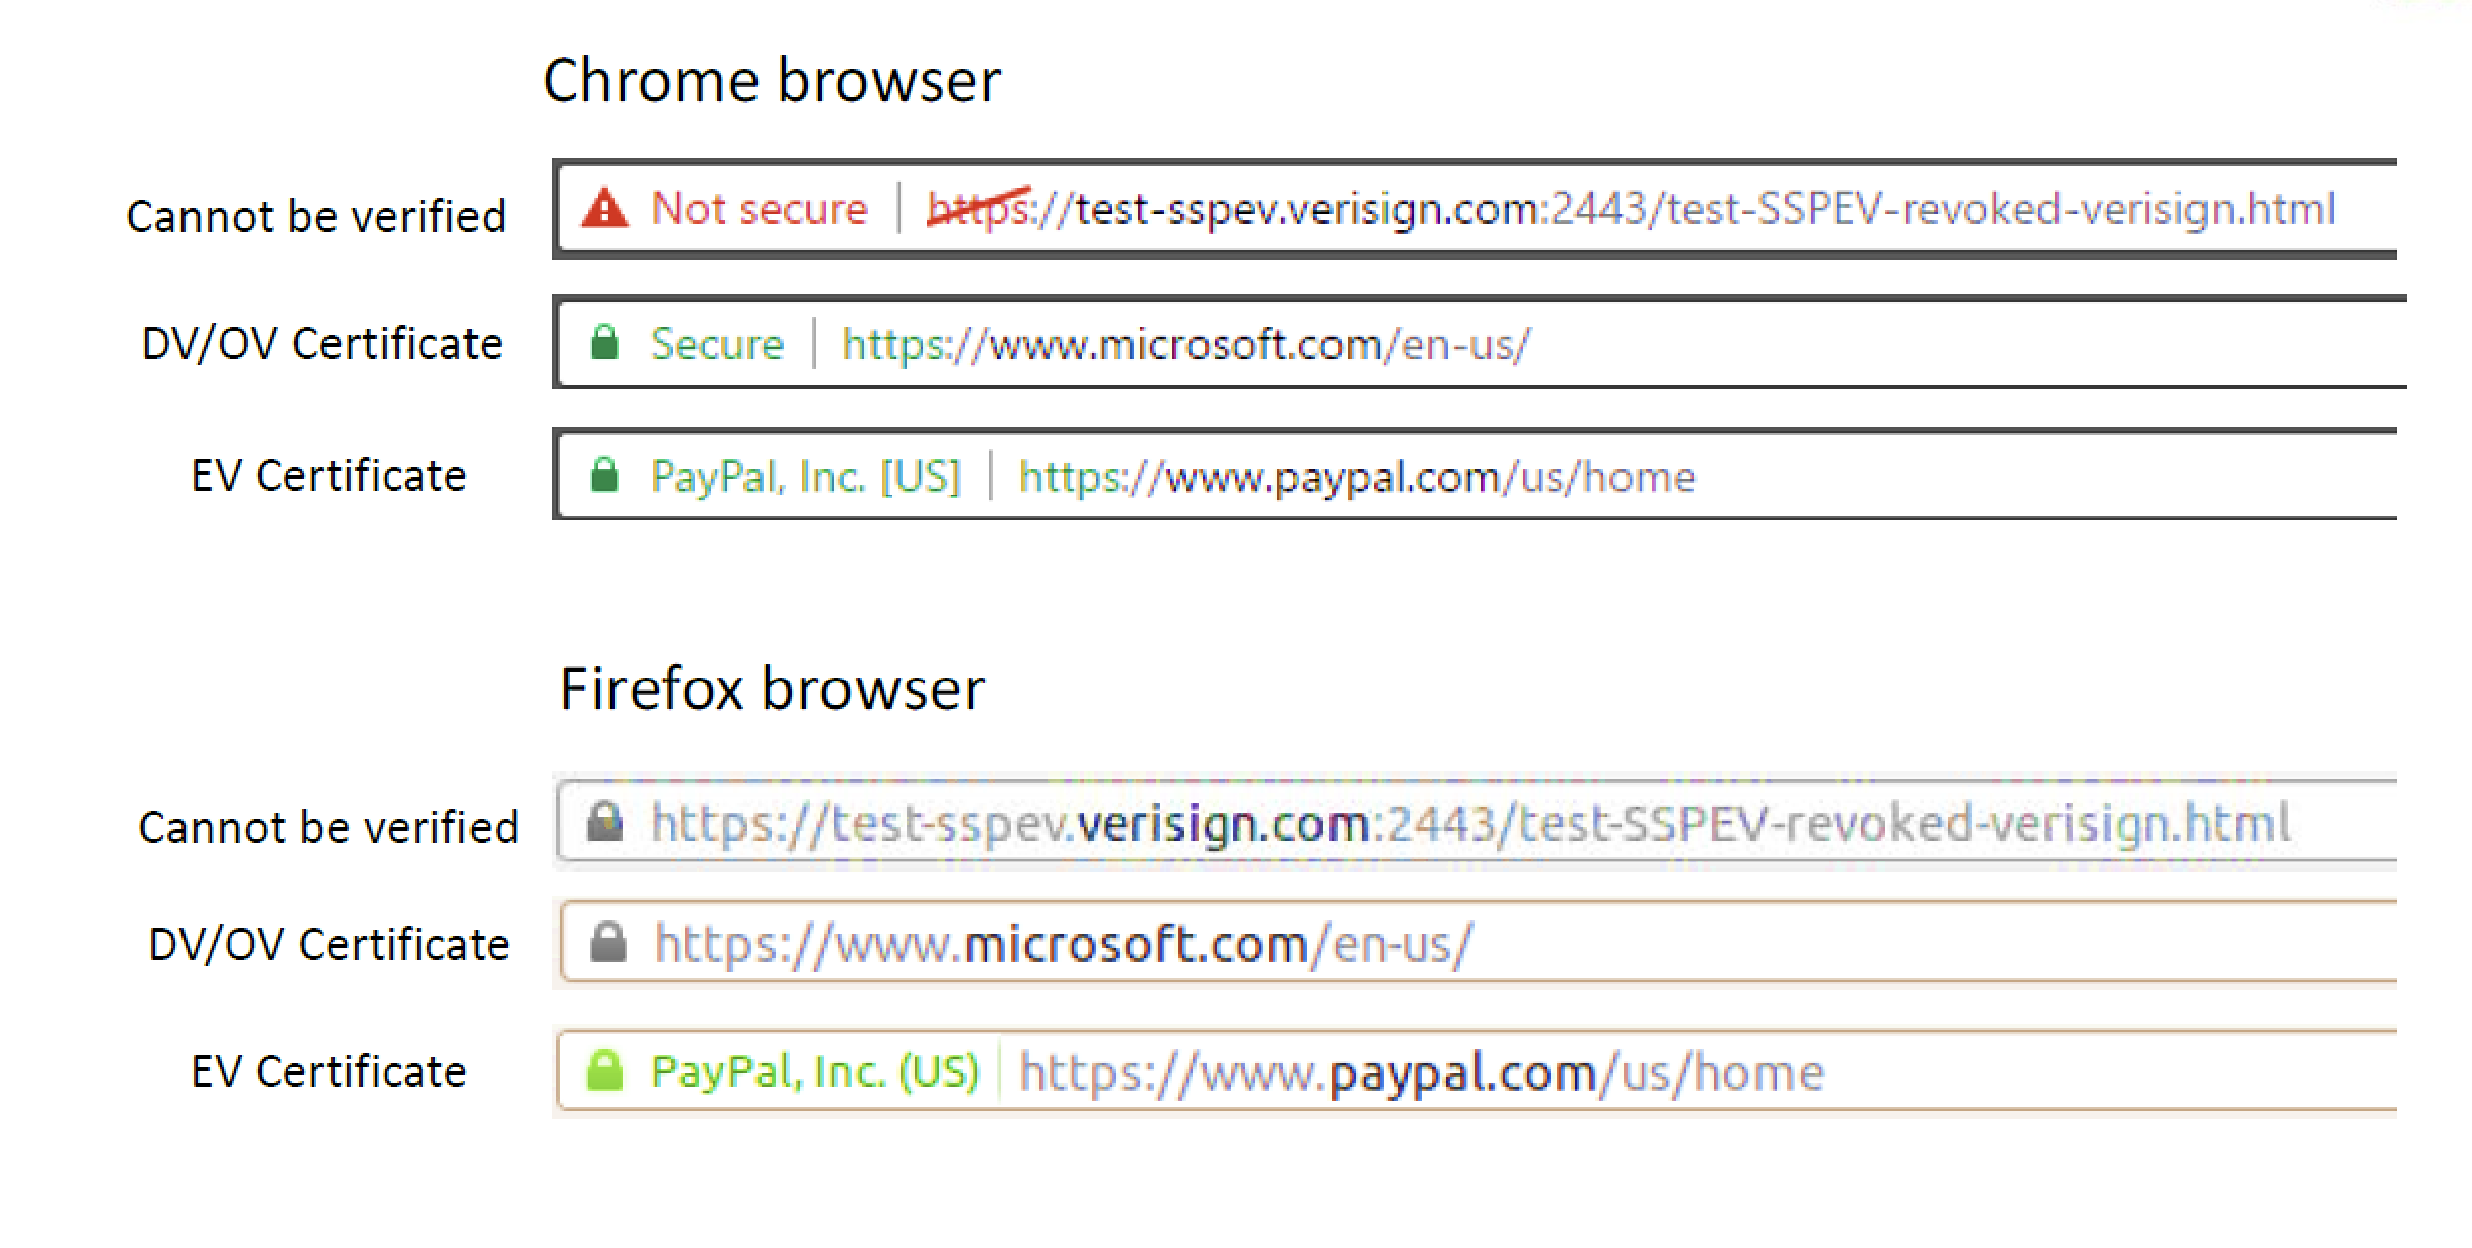 Chrome browser
Cannot be verified
Not secure | https://test-sspev.verisign.com:2443/test-SSPEV-revoked-verisign.html
DV/OV Certificate
Secure | https://www.microsoft.com/en-us/
EV Certificate
PayPal, Inc. [US] | https://www.paypal.com/us/home
Firefox browser
Cannot be verified
https://test-sspev.verisign.com:2443/test-SSPEV-revoked-verisign.html
DV/OV Certificate
https://www.microsoft.com/en-us/
EV Certificate
PayPal, Inc. (US) https://www.paypal.com/us/home